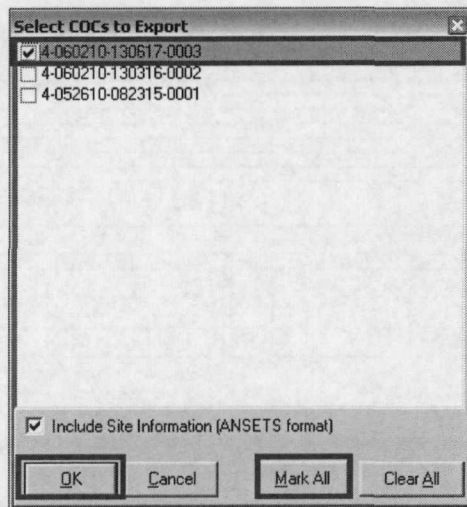 Select COCs to Export
4-060210-130617-0003
4-060210-130316-0002
4-052610-082315-0001
Include Site Information (ANSETS format)
OK Cancel Mark All Clear All